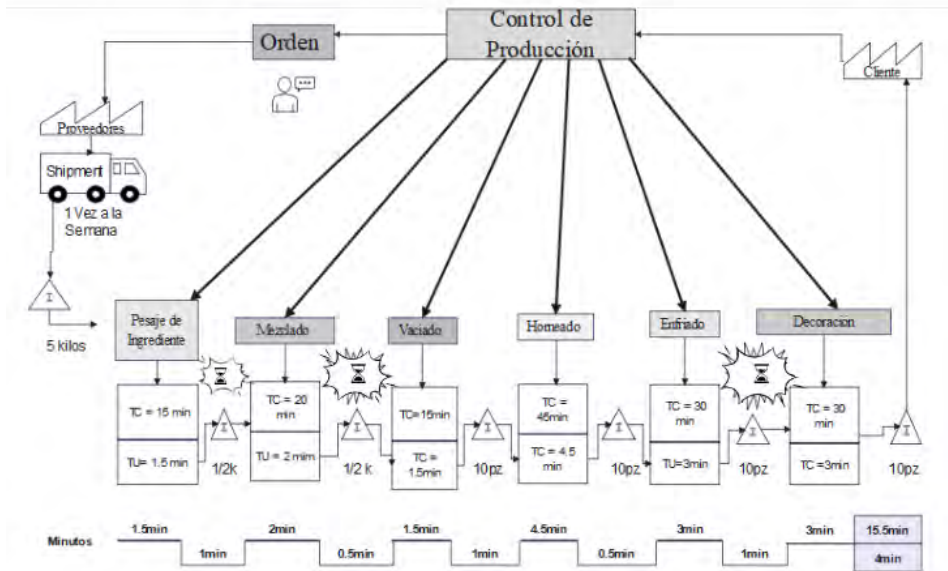 Control de
Producción
Orden
Cliente
Proveedores
Shipment
1 Vez a la
Semana
I
5 kilos
Pesaje de
Ingrediente
Mezclado
Vaciado
Horneado
Enfriado
Decoracion
TC = 15 min
TU= 1.5 min
I
1/2k
TC = 20
min
TU = 2 mim
I
1/2 k
TC=15min
TC =
1.5min
I
10pz.
TC =
45min
TC = 4.5
min
I
10pz.
TC = 30
min
TU=3min
I
10pz.
TC = 30
min
TC =3min
I
10pz.
Minutos
1.5min
1min
2min
0.5min
1.5min
1min
4.5min
0.5min
3min
1min
3min
15.5min
4min